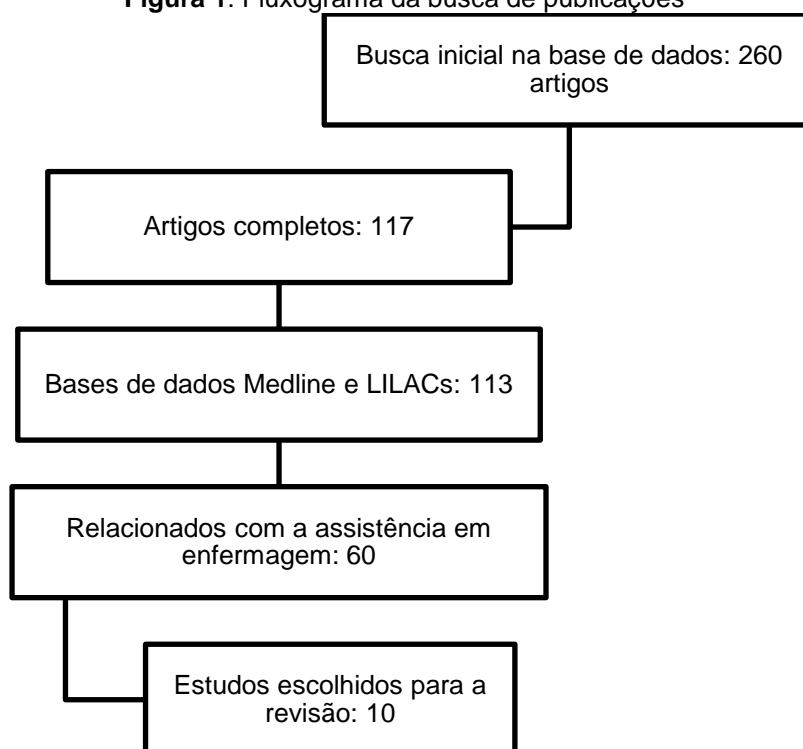 Figura 1: Fluxograma da busca de publicações
Busca inicial na base de dados: 260
artigos
Artigos completos: 117
Bases de dados Medline e LILACs: 113
Relacionados com a assistência em
enfermagem: 60
Estudos escolhidos para a
revisão: 10